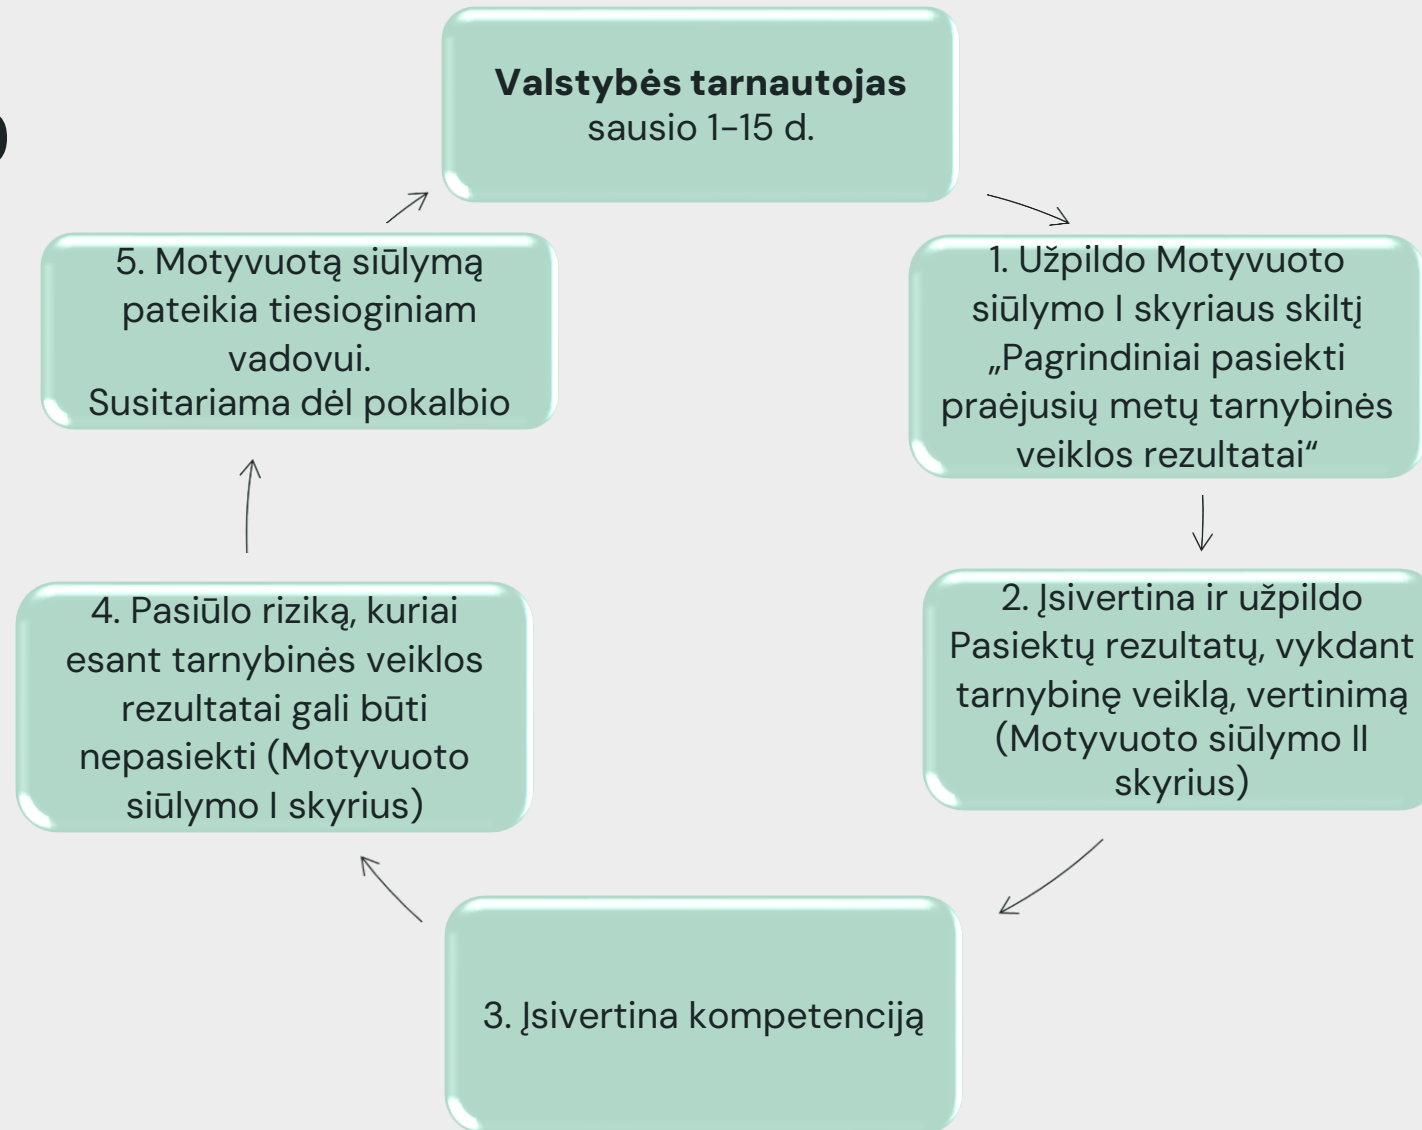 Valstybės tarnautojas
sausio 1-15 d.
1. Užpildo Motyvuoto
siūlymo I skyriaus skiltį
„Pagrindiniai pasiekti
praėjusių metų tarnybinės
veiklos rezultatai“
2. Įsivertina ir užpildo
Pasiektų rezultatų, vykdant
tarnybinę veiklą, vertinimą
(Motyvuoto siūlymo II
skyrius)
3. Įsivertina kompetenciją
4. Pasiūlo riziką, kuriai
esant tarnybinės veiklos
rezultatai gali būti
nepasiekti (Motyvuoto
siūlymo I skyrius)
5. Motyvuotą siūlymą
pateikia tiesioginiam
vadovui.
Susitariama dėl pokalbio